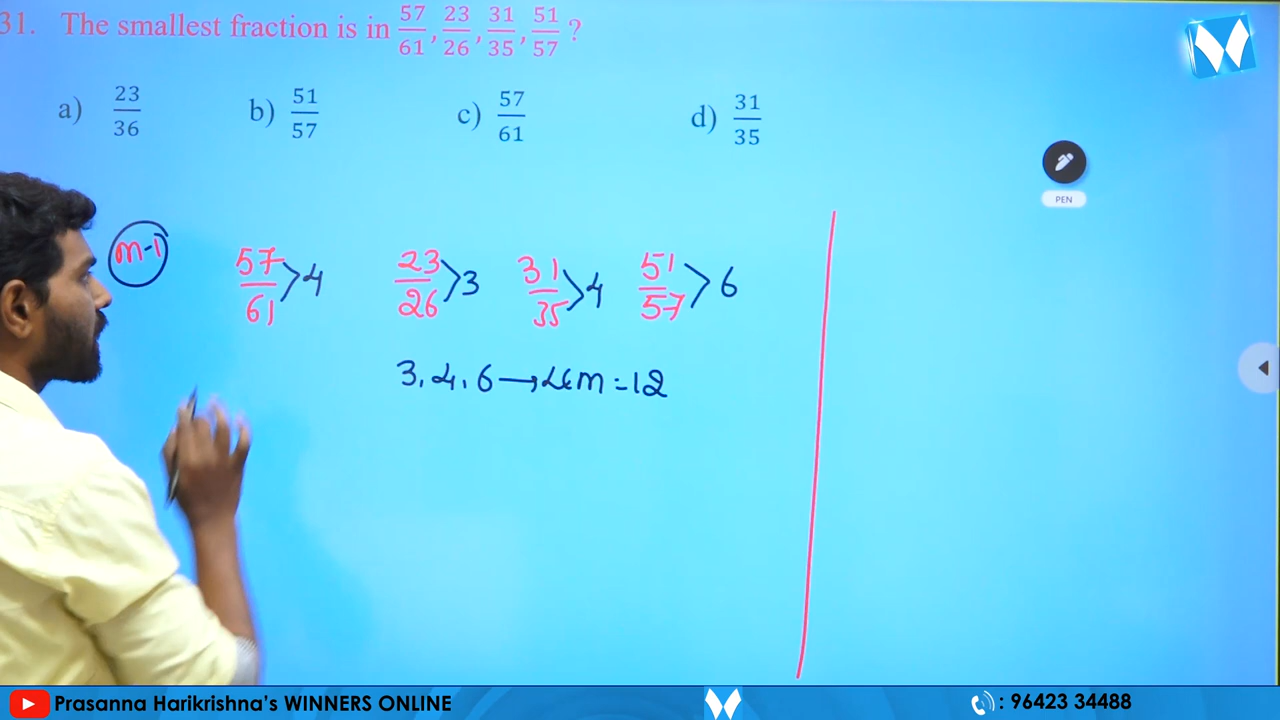 31. The smallest fraction is in 57/61, 23/26, 31/35, 51/57 ?
a) 23/36 b) 51/57 c) 57/61 d) 31/35
PEN
m-1 57/61 > 4 23/26 > 3 31/35 > 4 51/57 > 6
3, 4, 6 → LCM = 12
Prasanna Harikrishna's WINNERS ONLINE : 96423 34488